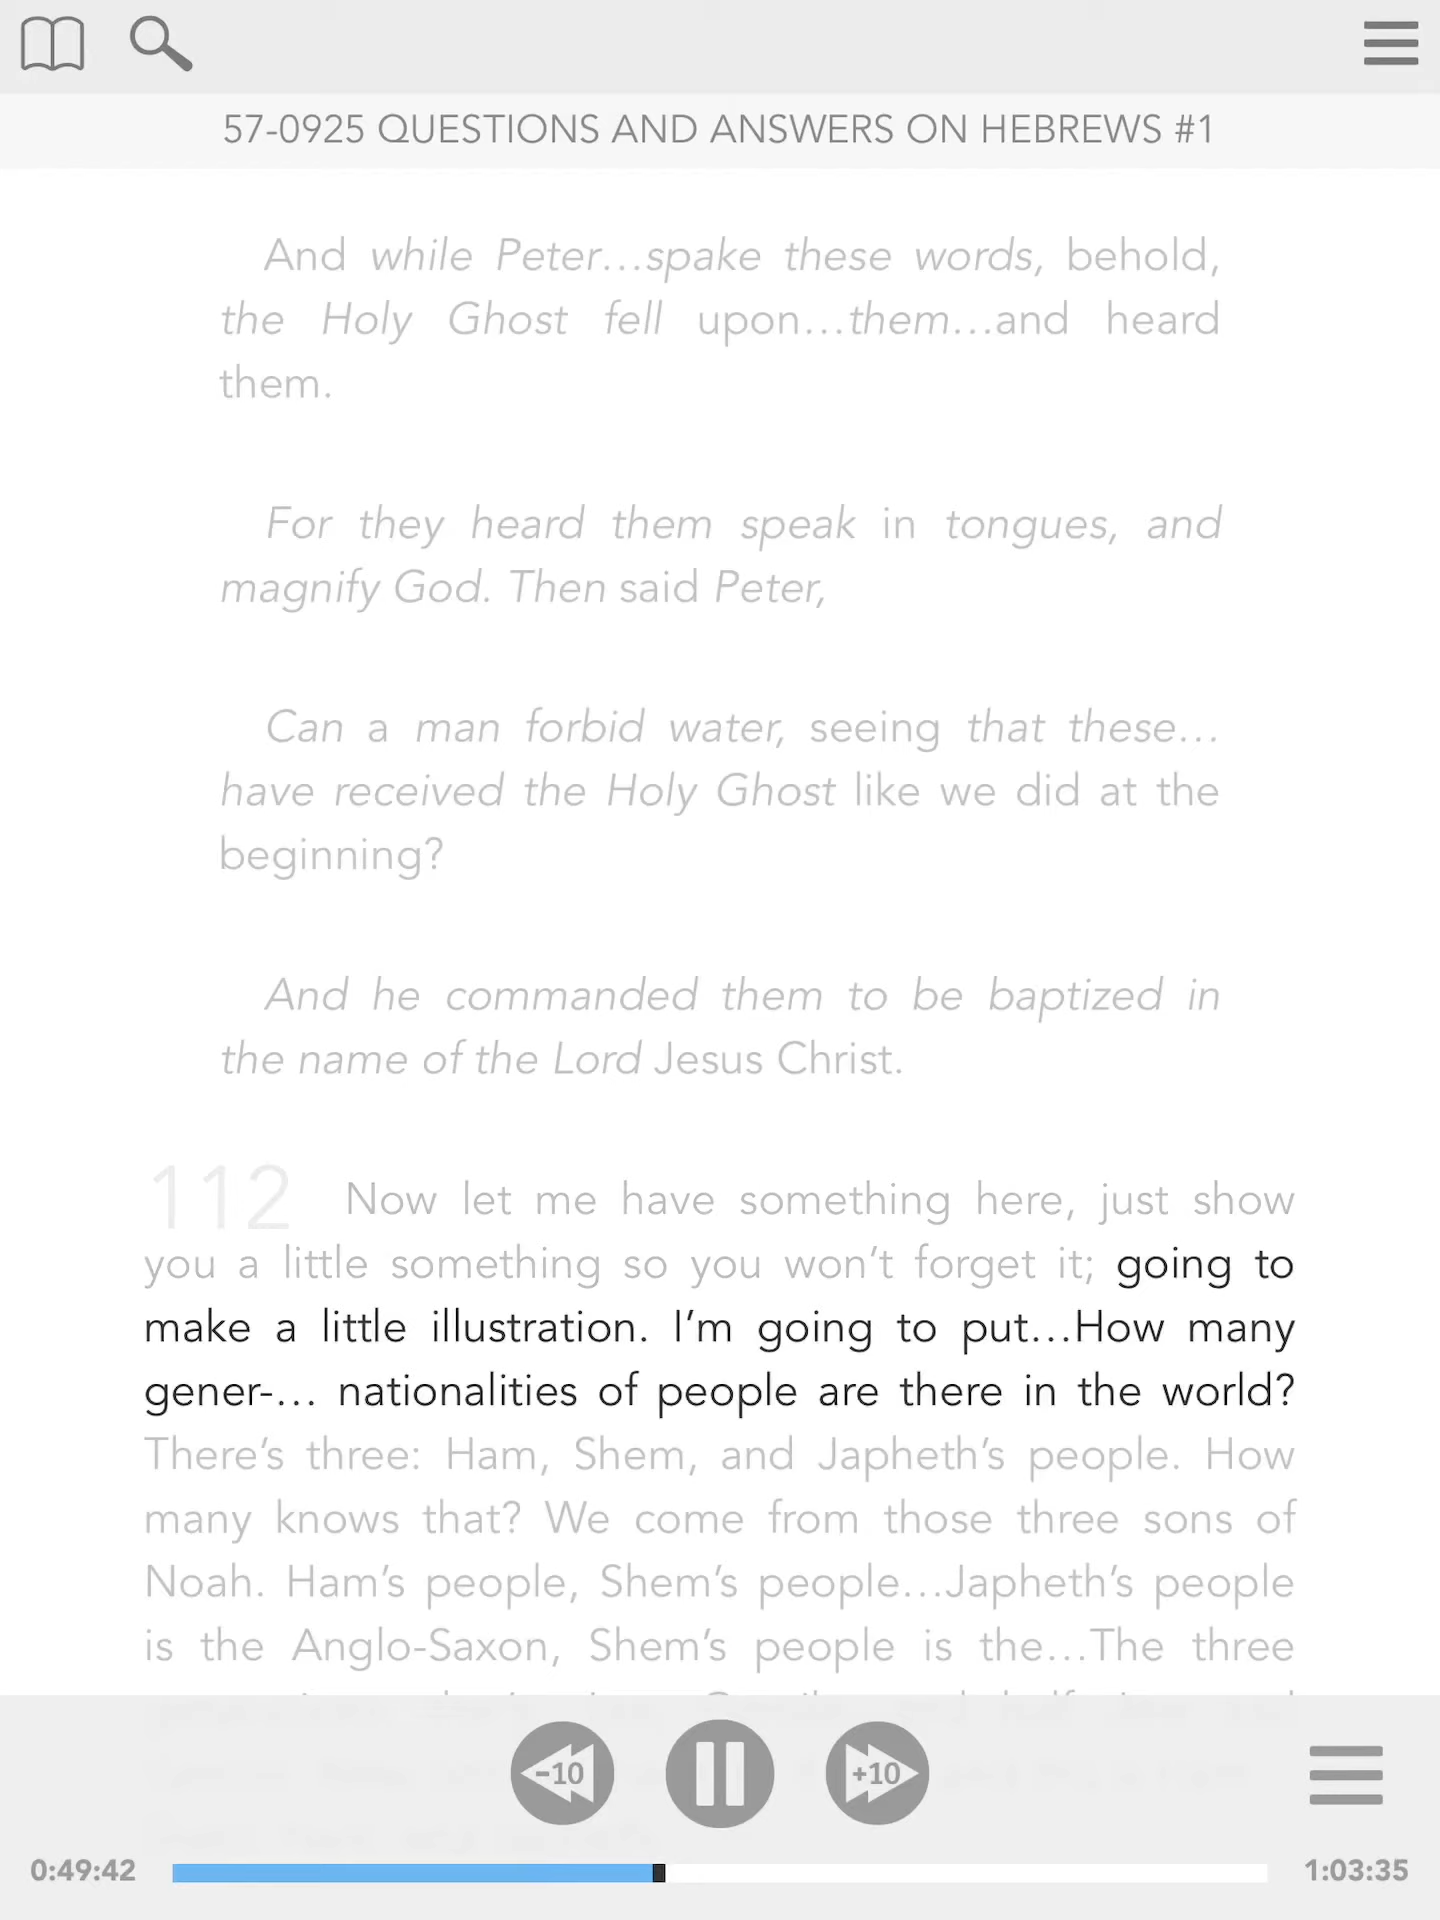 57-0925 QUESTIONS AND ANSWERS ON HEBREWS #1
And while Peter…spake these words, behold,
the Holy Ghost fell upon…them…and heard
them.
For they heard them speak in tongues, and
magnify God. Then said Peter,
Can a man forbid water, seeing that these…
have received the Holy Ghost like we did at the
beginning?
And he commanded them to be baptized in
the name of the Lord Jesus Christ.
112 Now let me have something here, just show
you a little something so you won’t forget it; going to
make a little illustration. I’m going to put…How many
gener-… nationalities of people are there in the world?
There’s three: Ham, Shem, and Japheth’s people. How
many knows that? We come from those three sons of
Noah. Ham’s people, Shem’s people…Japheth’s people
is the Anglo-Saxon, Shem’s people is the…The three
-10 +10
0:49:42 1:03:35